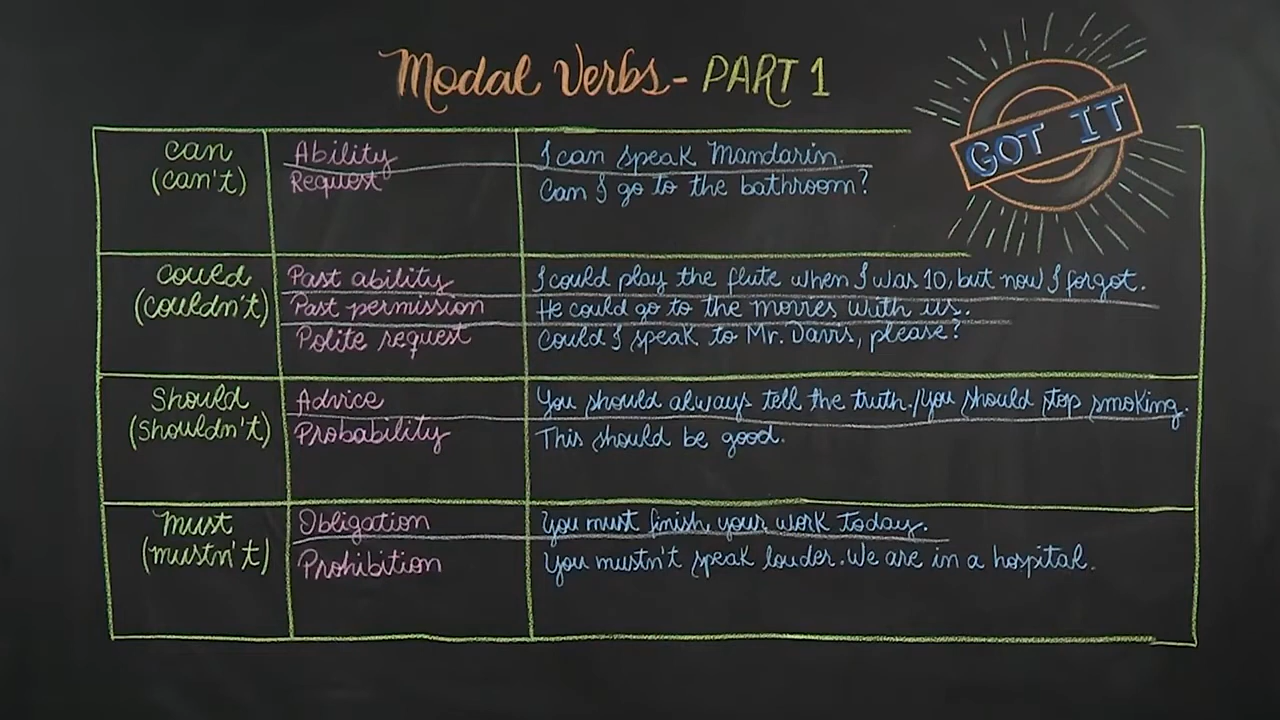 Modal Verbs - PART 1
GOT IT
can Ability I can speak Mandarin.
(can't) Request Can I go to the bathroom?
could Past ability I could play the flute when I was 10, but now I forgot.
(couldn't) Past permission He could go to the movies with us.
Polite request Could I speak to Mr. Davis, please?
Should Advice You should always tell the truth./You should stop smoking.
(Shouldn't) Probability This should be good.
must Obligation You must finish your work today.
(mustn't) Prohibition You mustn't speak louder. We are in a hospital.